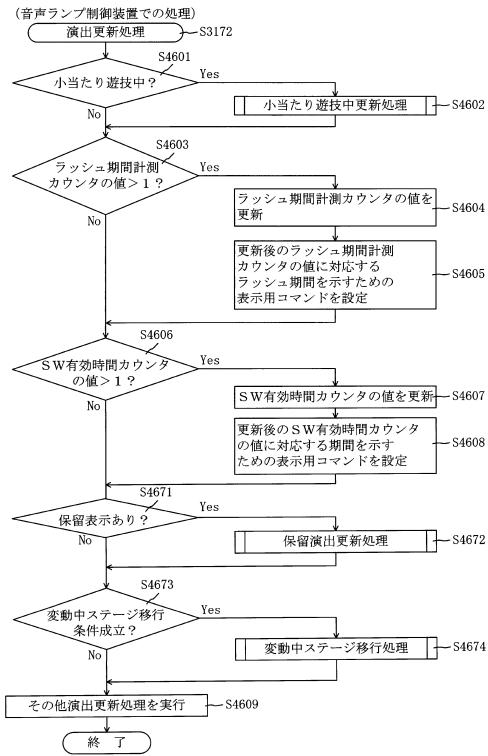 (音声ランプ制御装置での処理)
演出更新処理
S3172
S4601
小当たり遊技中？
Yes
No
小当たり遊技中更新処理
S4602
S4603
ラッシュ期間計測
カウンタの値＞１？
Yes
No
ラッシュ期間計測カウンタの値を
更新
S4604
更新後のラッシュ期間計測
カウンタの値に対応する
ラッシュ期間を示すための
表示用コマンドを設定
S4605
S4606
ＳＷ有効時間カウンタ
の値＞１？
Yes
No
ＳＷ有効時間カウンタの値を更新
S4607
更新後のＳＷ有効時間カウンタ
の値に対応する期間を示す
ための表示用コマンドを設定
S4608
S4671
保留表示あり？
Yes
No
保留演出更新処理
S4672
S4673
変動中ステージ移行
条件成立？
Yes
No
変動中ステージ移行処理
S4674
その他演出更新処理を実行
S4609
終 了